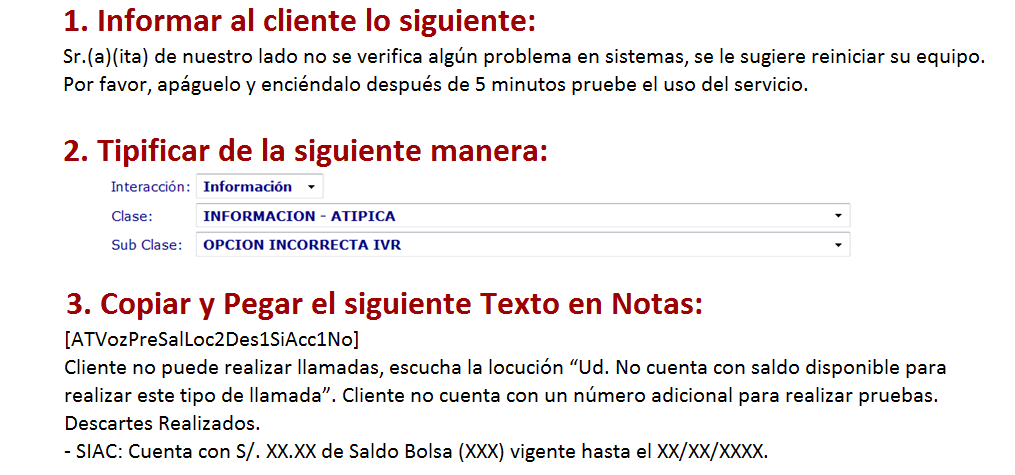 1. Informar al cliente lo siguiente:
Sr.(a)(ita) de nuestro lado no se verifica algún problema en sistemas, se le sugiere reiniciar su equipo.
Por favor, apáguelo y enciéndalo después de 5 minutos pruebe el uso del servicio.
2. Tipificar de la siguiente manera:
Interacción: Información
Clase: INFORMACION - ATIPICA
Sub Clase: OPCION INCORRECTA IVR
3. Copiar y Pegar el siguiente Texto en Notas:
[ATVozPreSalLoc2Des1SiAcc1No]
Cliente no puede realizar llamadas, escucha la locución “Ud. No cuenta con saldo disponible para
realizar este tipo de llamada”. Cliente no cuenta con un número adicional para realizar pruebas.
Descartes Realizados.
- SIAC: Cuenta con S/. XX.XX de Saldo Bolsa (XXX) vigente hasta el XX/XX/XXXX.